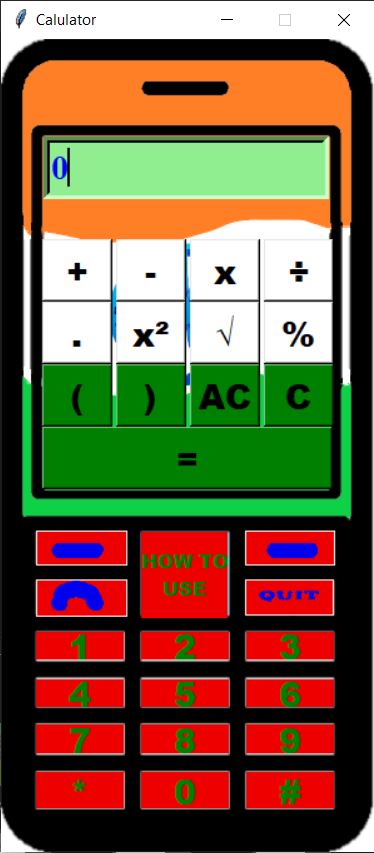 Calulator
0
+ - x ÷
. x² √ %
( ) AC C
=
HOW TO
USE
QUIT
1 2 3
4 5 6
7 8 9
* 0 #